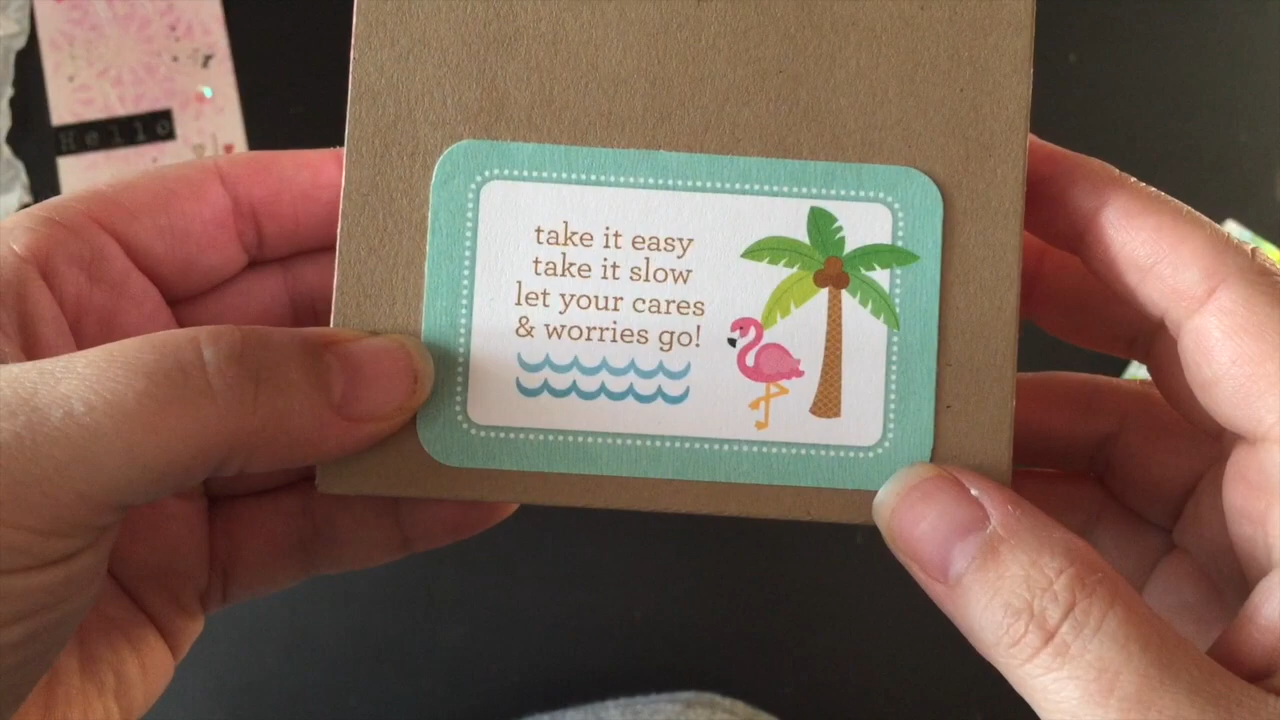 Hello
take it easy
take it slow
let your cares
& worries go!